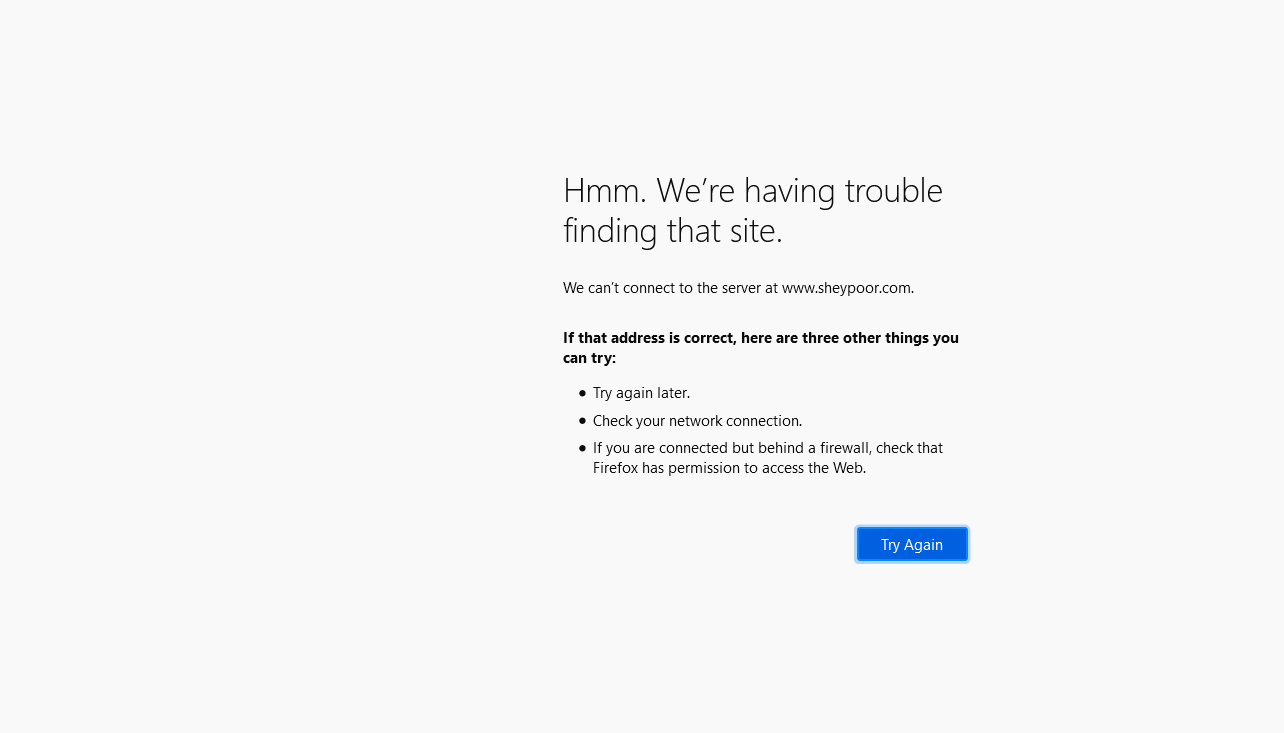 Hmm. We’re having trouble
finding that site.
We can’t connect to the server at www.sheypoor.com.
If that address is correct, here are three other things you
can try:
• Try again later.
• Check your network connection.
• If you are connected but behind a firewall, check that
Firefox has permission to access the Web.
Try Again